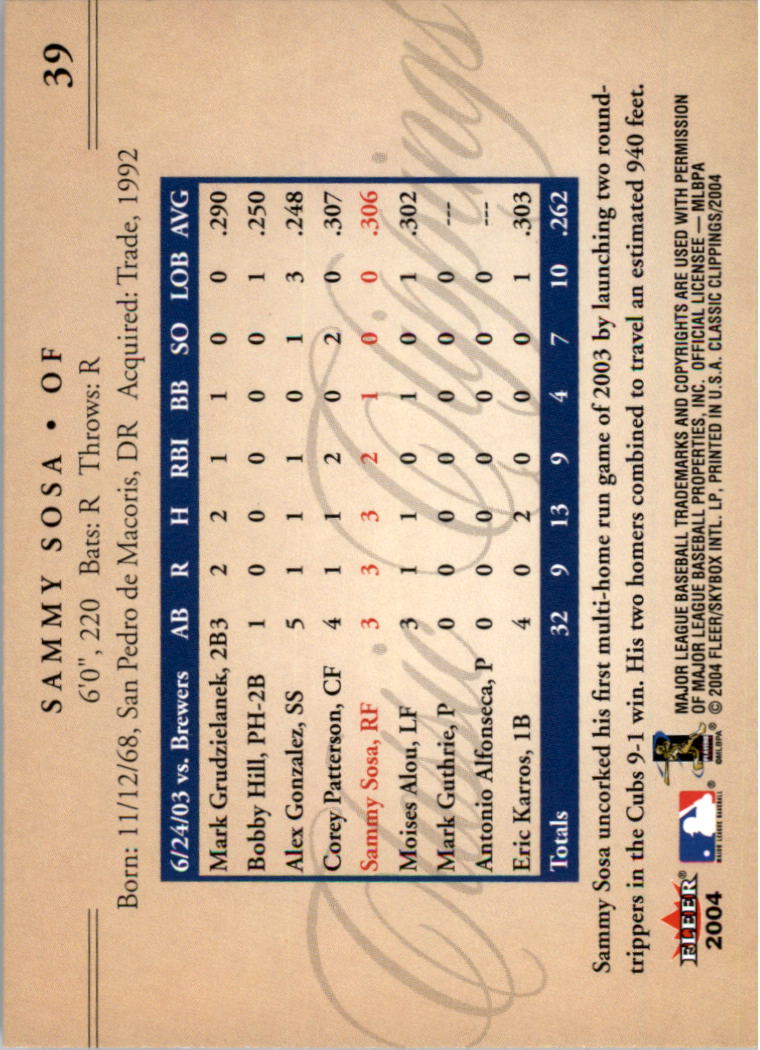 39
SAMMY SOSA • OF
6'0", 220 Bats: R Throws: R
Born: 11/12/68, San Pedro de Macoris, DR Acquired: Trade, 1992
6/24/03 vs. Brewers AB R H RBI BB SO LOB AVG
Mark Grudzielanek, 2B3 2 2 1 1 0 0 .290
Bobby Hill, PH-2B 1 0 0 0 0 0 1 .250
Alex Gonzalez, SS 5 1 1 1 0 1 3 .248
Corey Patterson, CF 4 1 1 2 0 2 0 .307
Sammy Sosa, RF 3 3 3 2 1 0 0 .306
Moises Alou, LF 3 1 1 0 1 0 1 .302
Mark Guthrie, P 0 0 0 0 0 0 0 ---
Antonio Alfonseca, P 0 0 0 0 0 0 0 ---
Eric Karros, 1B 4 0 2 0 0 0 1 .303
Totals 32 9 13 9 4 7 10 .262
Classic Clippings
Sammy Sosa uncorked his first multi-home run game of 2003 by launching two round-
trippers in the Cubs 9-1 win. His two homers combined to travel an estimated 940 feet.
FLEER®
2004
®
MAJOR LEAGUE BASEBALL
®
©MLBPA
MAJOR LEAGUE BASEBALL TRADEMARKS AND COPYRIGHTS ARE USED WITH PERMISSION
OF MAJOR LEAGUE BASEBALL PROPERTIES, INC. OFFICIAL LICENSEE — MLBPA
© 2004 FLEER/SKYBOX INTL. LP, PRINTED IN U.S.A. CLASSIC CLIPPINGS/2004